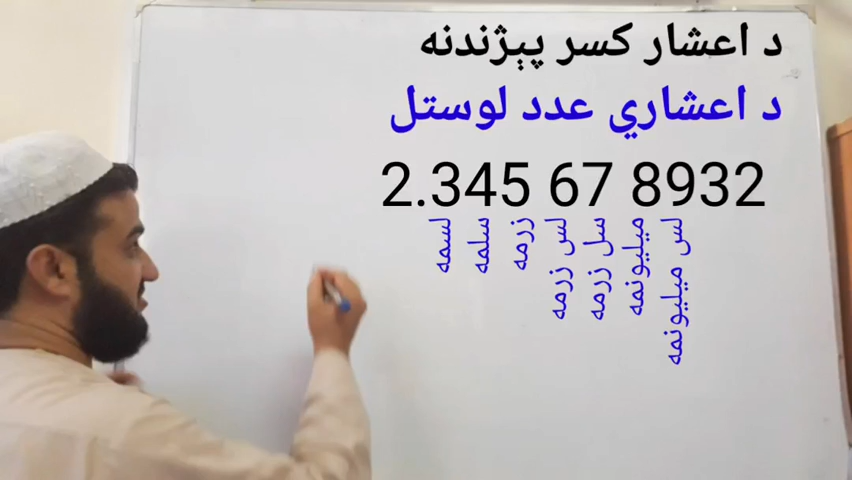 د اعشار کسر پېژندنه
د اعشاري عدد لوستل
2.345 67 8932
لسمه
سلمه
زرمه
لس زرمه
سل زرمه
میلیونمه
لس میلیونمه